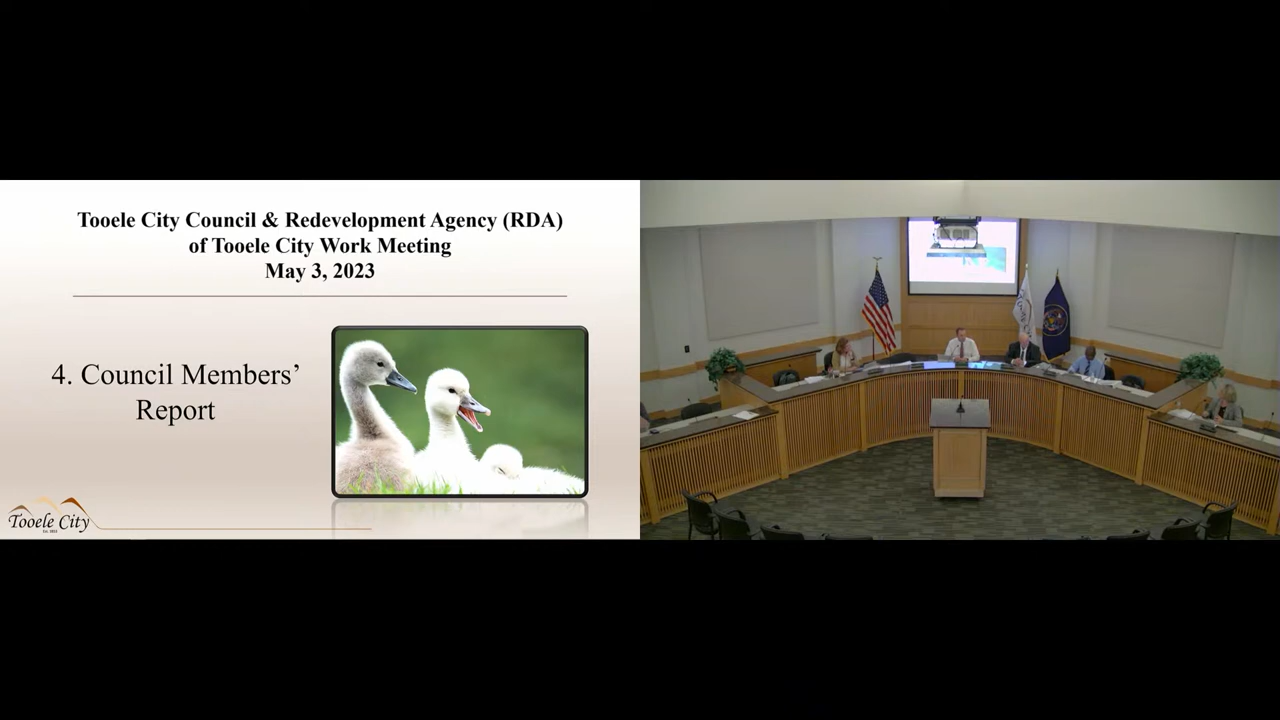 Tooele City Council & Redevelopment Agency (RDA)
of Tooele City Work Meeting
May 3, 2023
4. Council Members’
Report
Tooele City